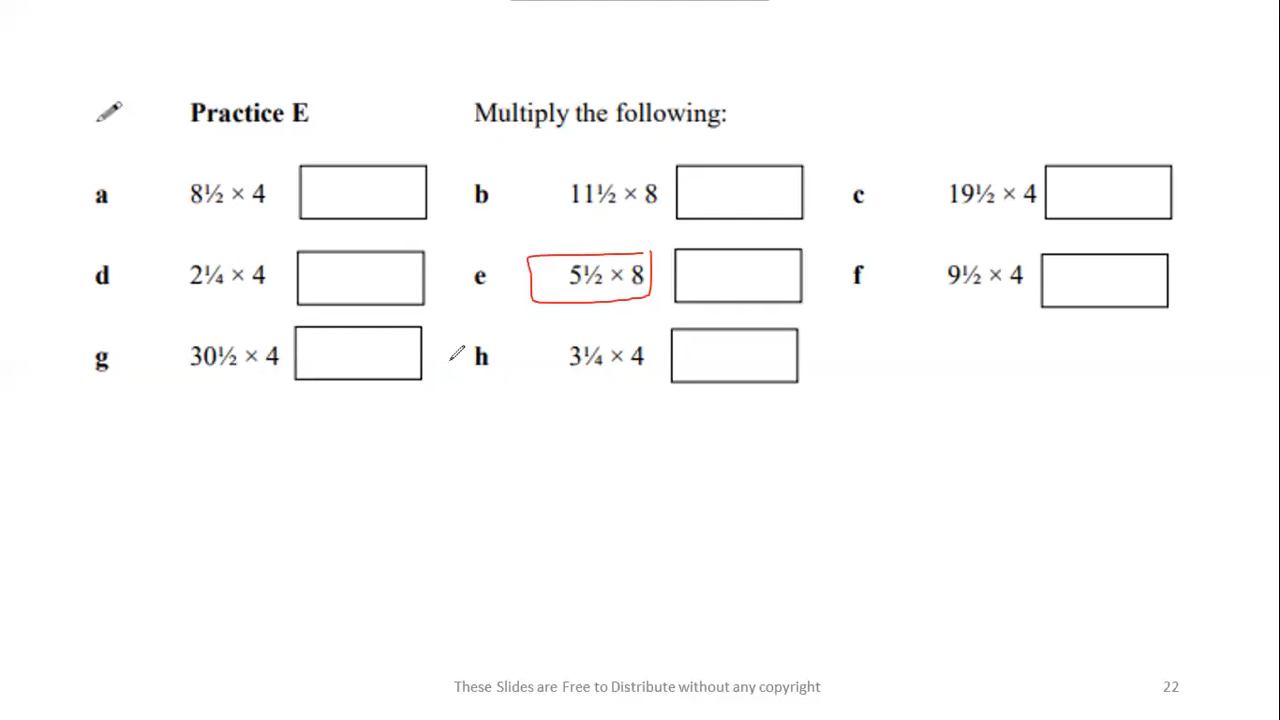 Practice E Multiply the following:
a 8½ × 4 b 11½ × 8 c 19½ × 4
d 2¼ × 4 e 5½ × 8 f 9½ × 4
g 30½ × 4 h 3¼ × 4
These Slides are Free to Distribute without any copyright 22